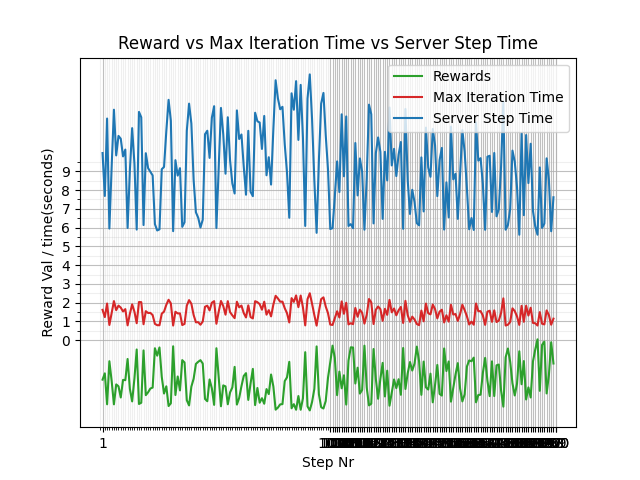 Reward vs Max Iteration Time vs Server Step Time
Rewards
Max Iteration Time
Server Step Time
Reward Val / time(seconds)
9
8
7
6
5
4
3
2
1
0
1
Step Nr